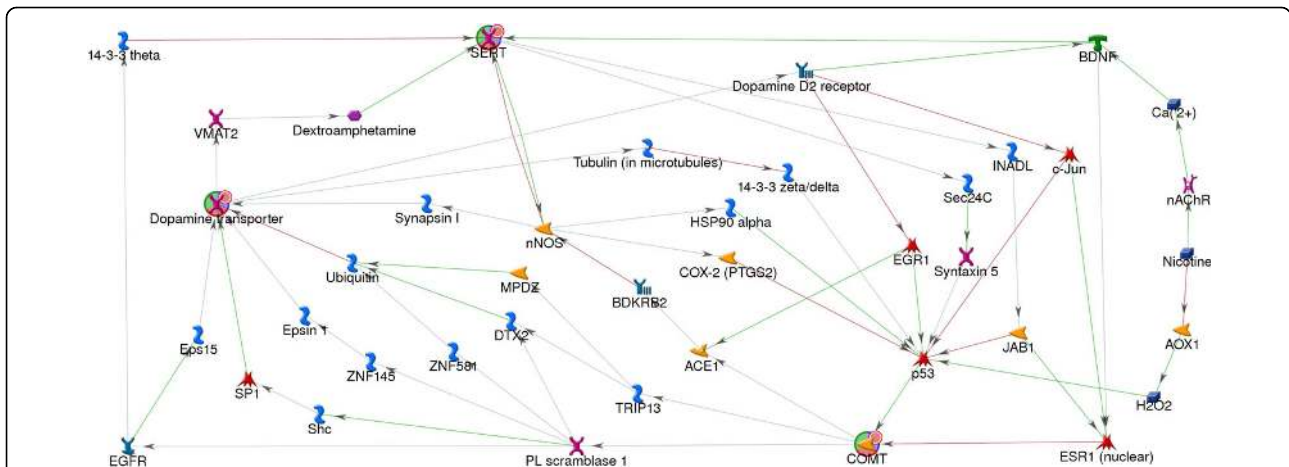 14-3-3 theta
SERT
BDNF
Dopamine D2 receptor
VMAT2
Dextroamphetamine
Ca(2+)
Tubulin (in microtubules)
INADL
c-Jun
14-3-3 zeta/delta
Sec24C
nAChR
Dopamine transporter
Synapsin I
HSP90 alpha
nNOS
EGR1
Syntaxin 5
Nicotine
COX-2 (PTGS2)
Ubiquitin
MPDZ
BDKRB2
Epsin 1
DTX2
Eps15
ZNF145
ZNF581
ACE1
p53
JAB1
AOX1
SP1
TRIP13
H2O2
Shc
EGFR
PL scramblase 1
COMT
ESR1 (nuclear)